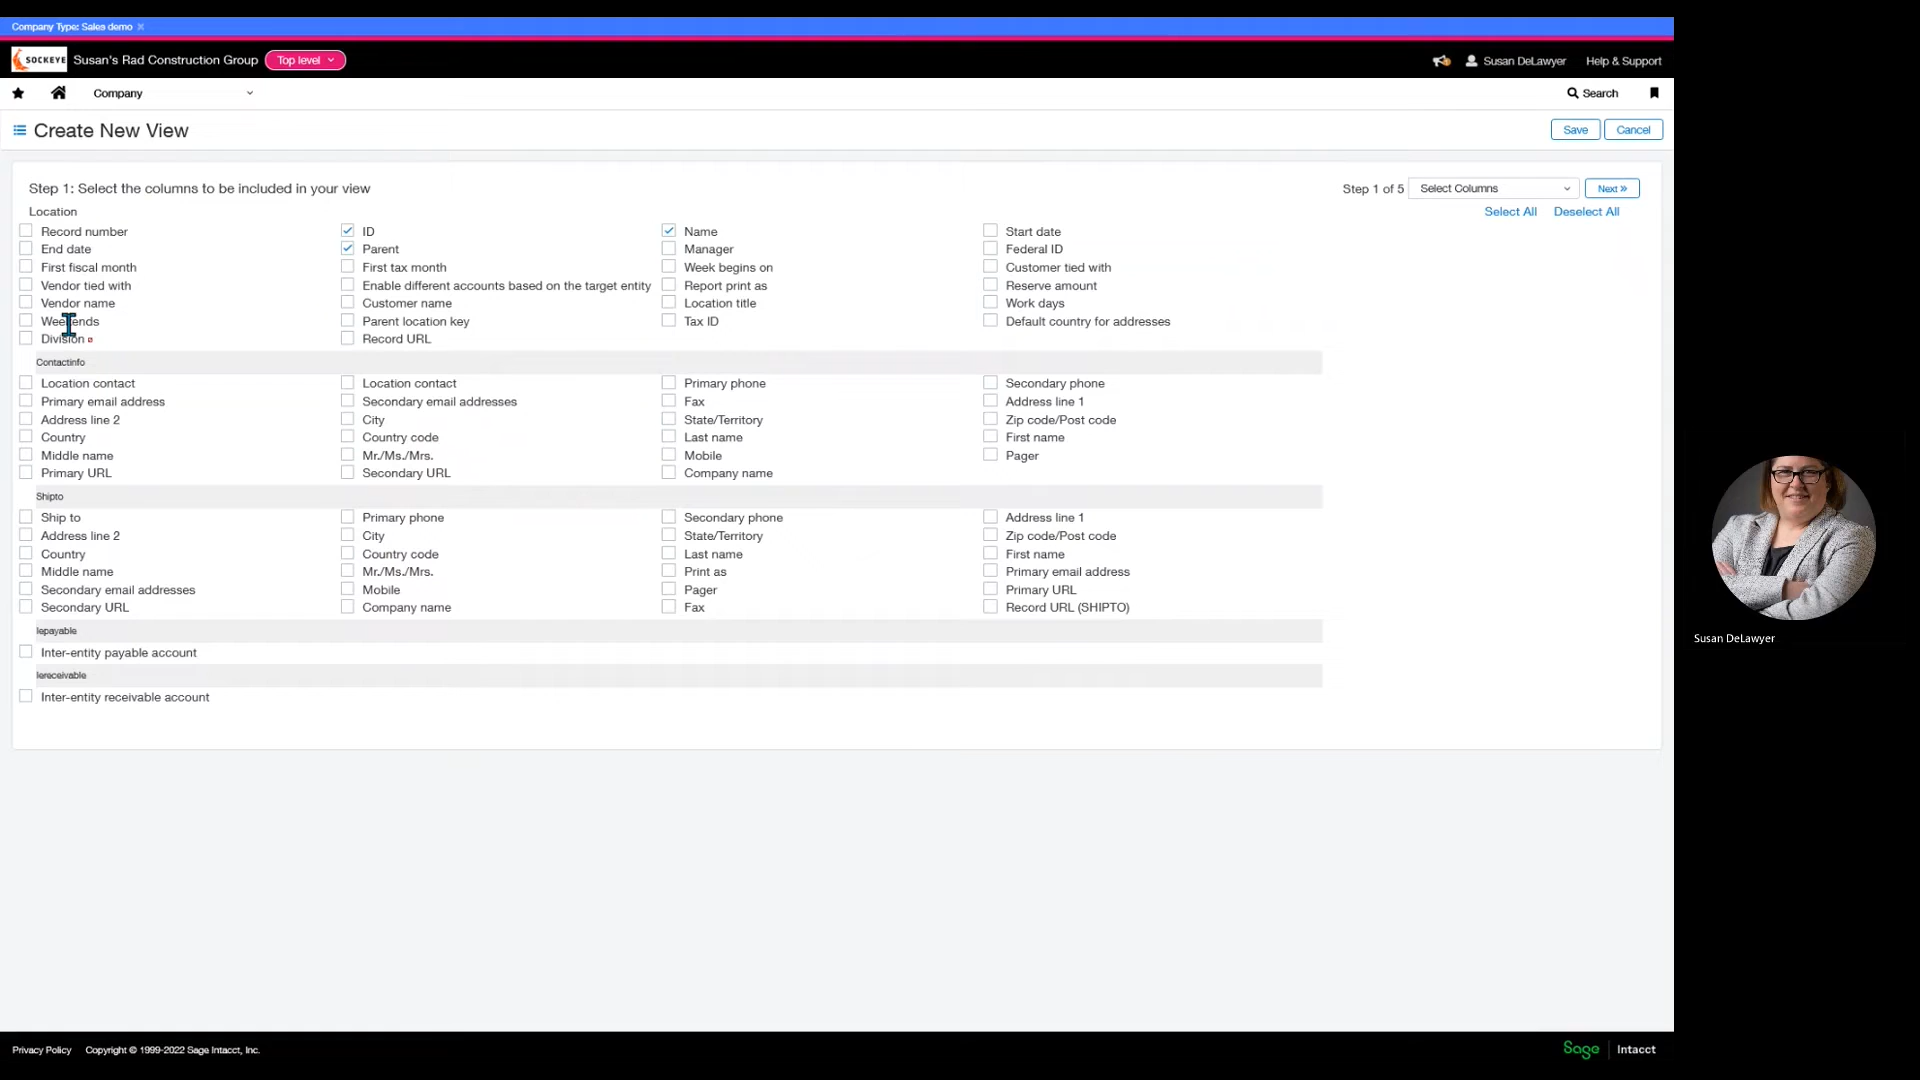 Company Type: Sales demo
SOCKEYE Susan's Rad Construction Group Top level Susan DeLawyer Help & Support
Company Search
Create New View Save Cancel
Step 1: Select the columns to be included in your view Step 1 of 5 Select Columns Next »
Location Select All Deselect All
Record number ID Name Start date
End date Parent Manager Federal ID
First fiscal month First tax month Week begins on Customer tied with
Vendor tied with Enable different accounts based on the target entity Report print as Reserve amount
Vendor name Customer name Location title Work days
Weekends Parent location key Tax ID Default country for addresses
Division Record URL
Contactinfo
Location contact Location contact Primary phone Secondary phone
Primary email address Secondary email addresses Fax Address line 1
Address line 2 City State/Territory Zip code/Post code
Country Country code Last name First name
Middle name Mr./Ms./Mrs. Mobile Pager
Primary URL Secondary URL Company name
Shipto
Ship to Primary phone Secondary phone Address line 1
Address line 2 City State/Territory Zip code/Post code
Country Country code Last name First name
Middle name Mr./Ms./Mrs. Print as Primary email address
Secondary email addresses Mobile Pager Primary URL
Secondary URL Company name Fax Record URL (SHIPTO)
Iepayable
Inter-entity payable account
Iereceivable
Inter-entity receivable account
Susan DeLawyer
Privacy Policy Copyright © 1999-2022 Sage Intacct, Inc. Sage Intacct